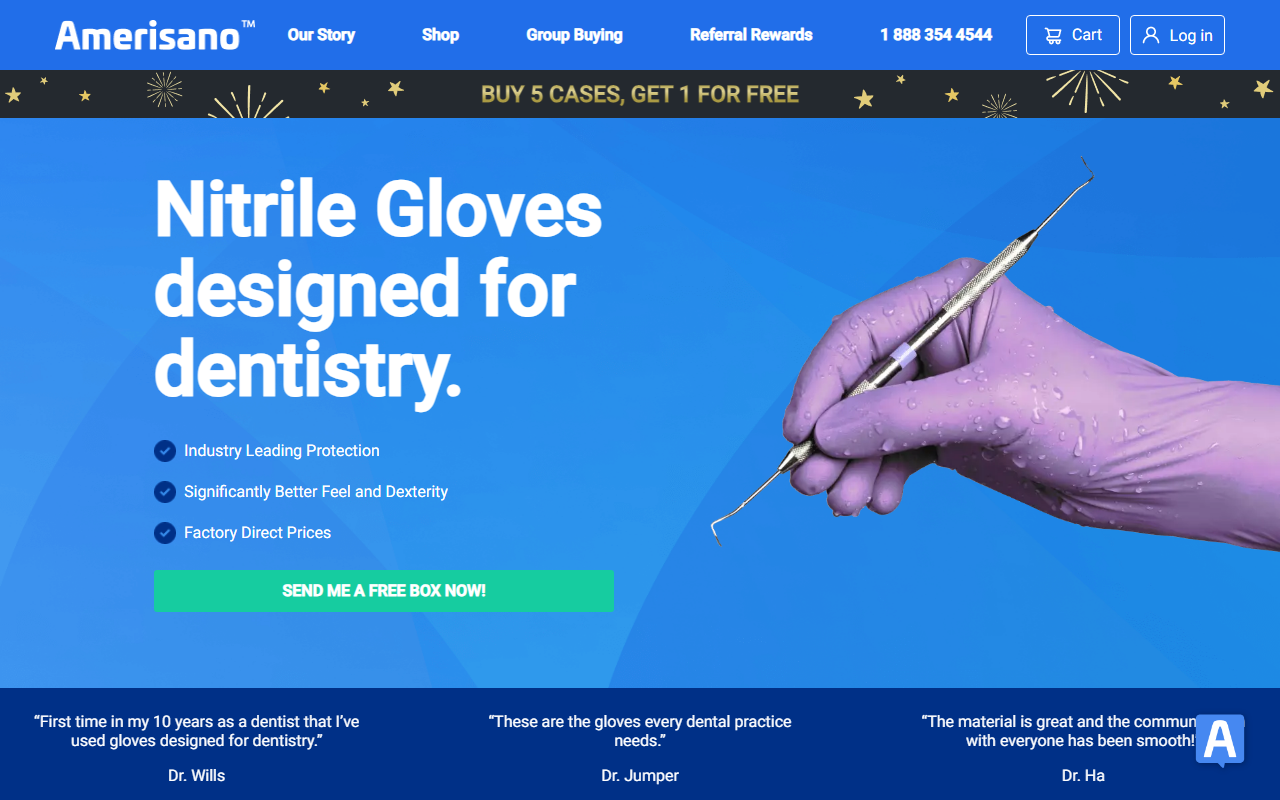 Amerisano™
Our Story
Shop
Group Buying
Referral Rewards
1 888 354 4544
Cart
Log in
BUY 5 CASES, GET 1 FOR FREE
Nitrile Gloves
designed for
dentistry.
Industry Leading Protection
Significantly Better Feel and Dexterity
Factory Direct Prices
SEND ME A FREE BOX NOW!
“First time in my 10 years as a dentist that I’ve
used gloves designed for dentistry.”
Dr. Wills
“These are the gloves every dental practice
needs.”
Dr. Jumper
“The material is great and the
with everyone has been smooth!
Dr. Ha
A